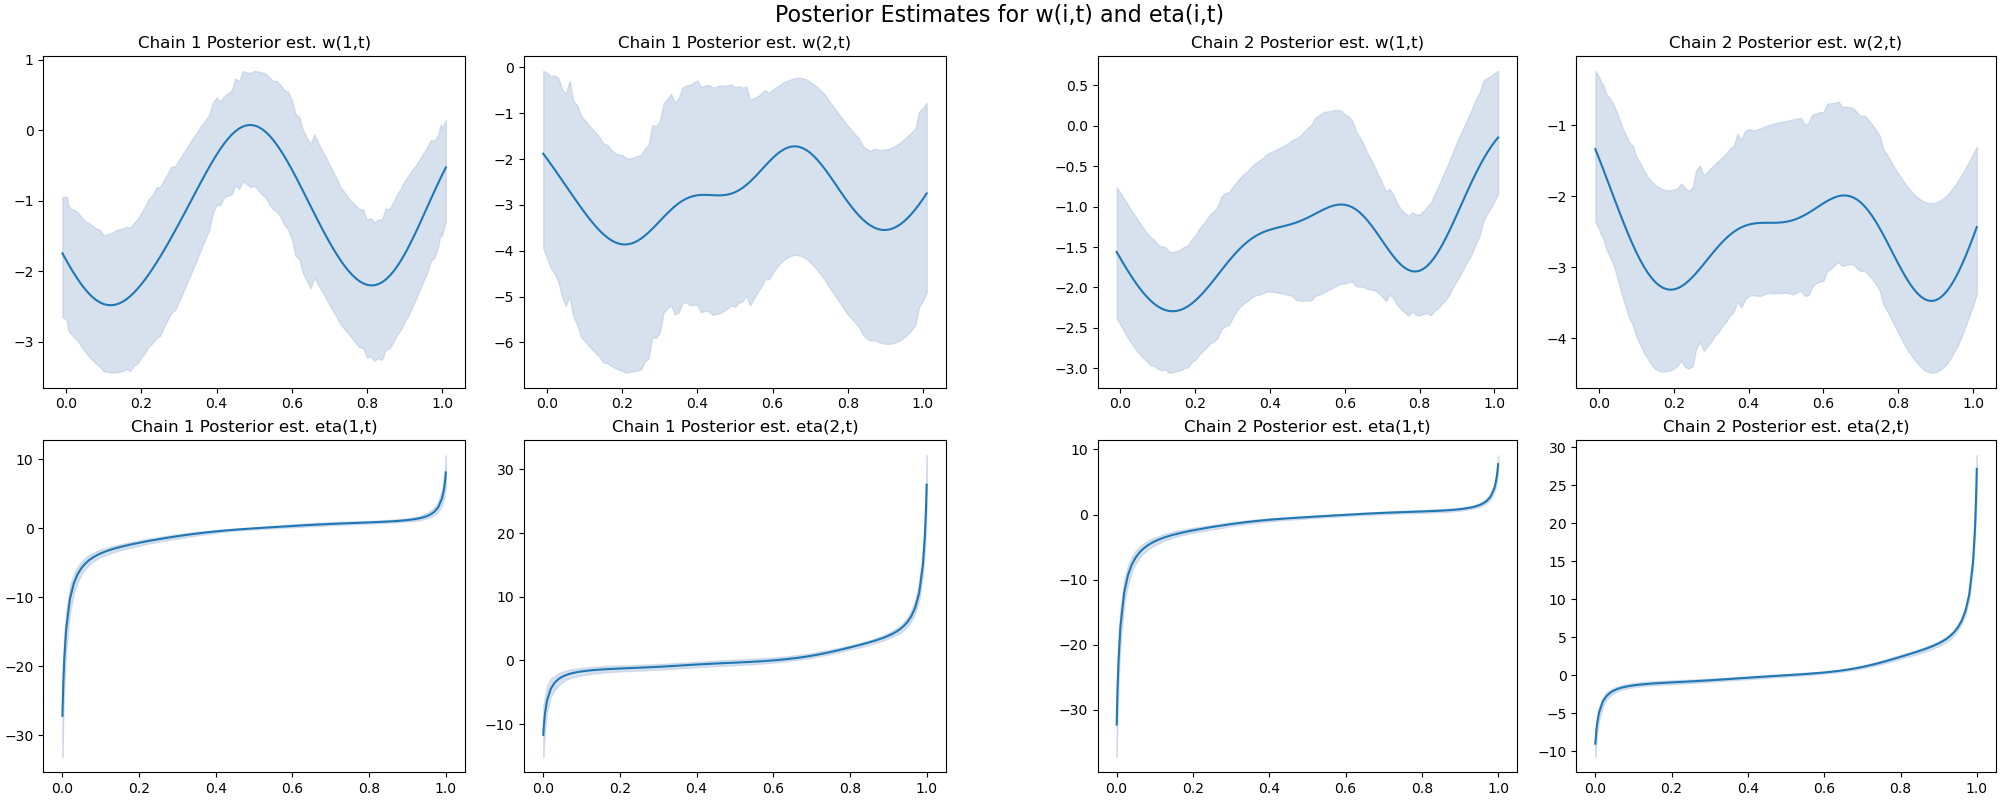 Posterior Estimates for w(i,t) and eta(i,t)
Chain 1 Posterior est. w(1,t)
1
0
−1
−2
−3
0.0 0.2 0.4 0.6 0.8 1.0
Chain 1 Posterior est. w(2,t)
0
−1
−2
−3
−4
−5
−6
0.0 0.2 0.4 0.6 0.8 1.0
Chain 2 Posterior est. w(1,t)
0.5
0.0
−0.5
−1.0
−1.5
−2.0
−2.5
−3.0
0.0 0.2 0.4 0.6 0.8 1.0
Chain 2 Posterior est. w(2,t)
−1
−2
−3
−4
0.0 0.2 0.4 0.6 0.8 1.0
Chain 1 Posterior est. eta(1,t)
10
0
−10
−20
−30
0.0 0.2 0.4 0.6 0.8 1.0
Chain 1 Posterior est. eta(2,t)
30
20
10
0
−10
0.0 0.2 0.4 0.6 0.8 1.0
Chain 2 Posterior est. eta(1,t)
10
0
−10
−20
−30
0.0 0.2 0.4 0.6 0.8 1.0
Chain 2 Posterior est. eta(2,t)
30
25
20
15
10
5
0
−5
−10
0.0 0.2 0.4 0.6 0.8 1.0